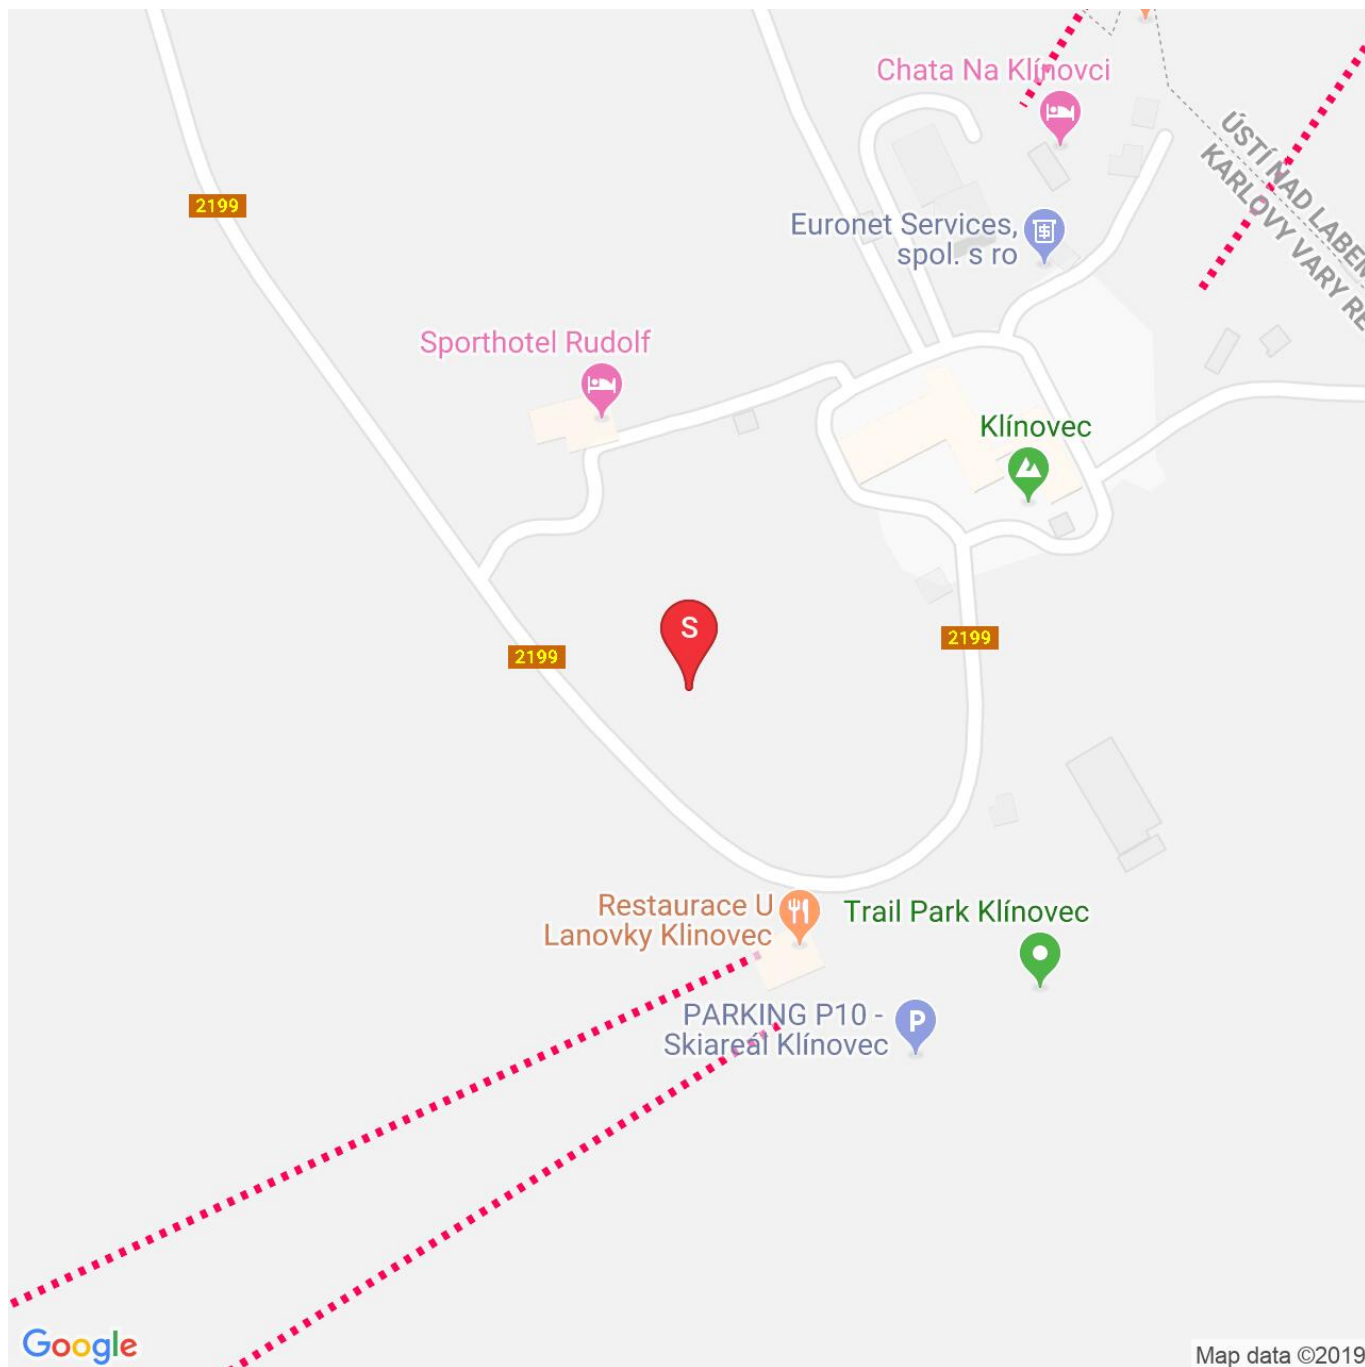 Chata Na Klínovci
ÚSTÍ NAD LABEM
KARLOVY VARY RE
2199
Euronet Services,
spol. s ro
Sporthotel Rudolf
Klínovec
S
2199
2199
Restaurace U
Lanovky Klinovec
Trail Park Klínovec
PARKING P10 -
Skiareál Klínovec
P
Google
Map data ©2019